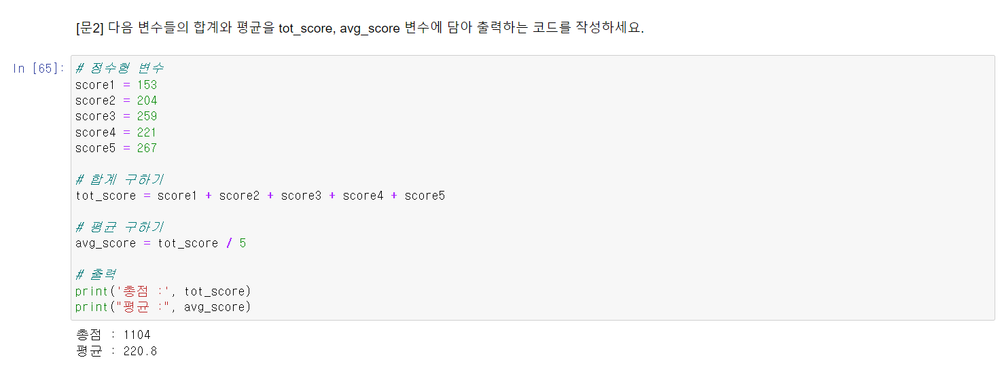 [문2] 다음 변수들의 합계와 평균을 tot_score, avg_score 변수에 담아 출력하는 코드를 작성하세요.
In [65]:
# 정수형 변수
score1 = 153
score2 = 204
score3 = 259
score4 = 221
score5 = 267
# 합계 구하기
tot_score = score1 + score2 + score3 + score4 + score5
# 평균 구하기
avg_score = tot_score / 5
# 출력
print('총점 :', tot_score)
print("평균 :", avg_score)
총점 : 1104
평균 : 220.8